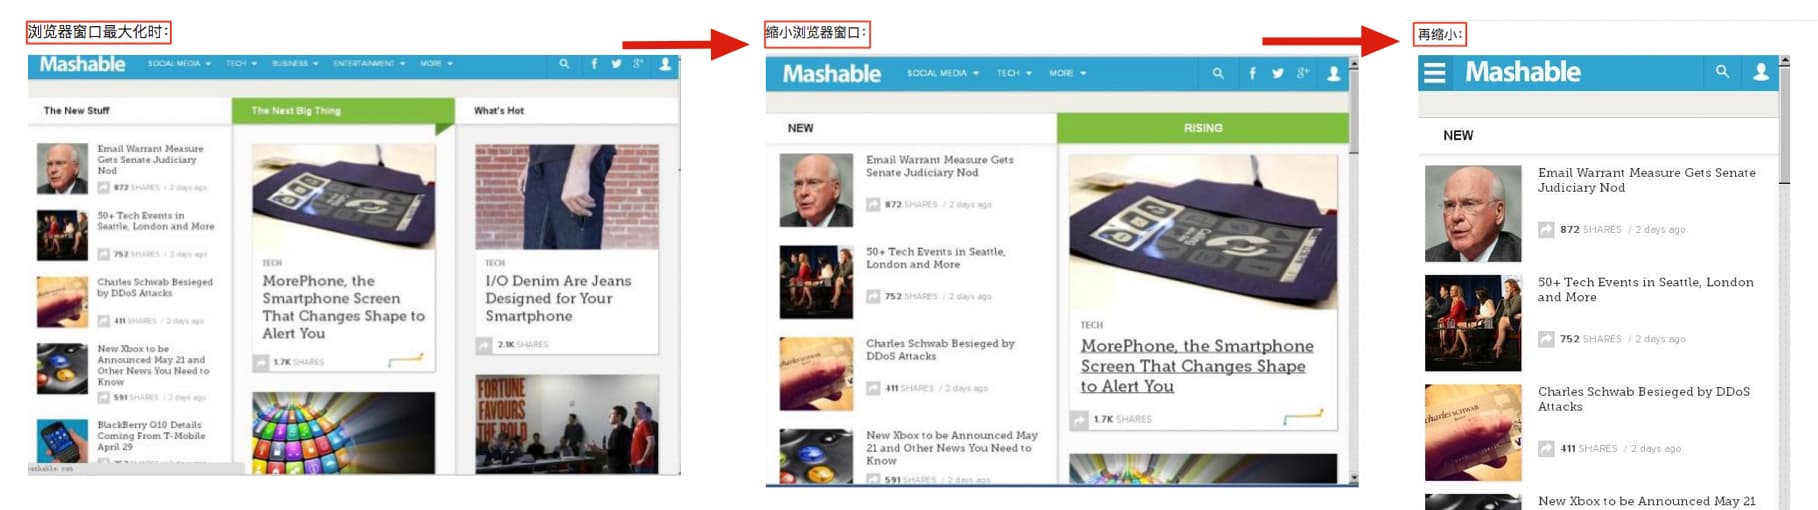 浏览器窗口最大化时：
Mashable SOCIAL MEDIA TECH BUSINESS ENTERTAINMENT MORE
The New Stuff
The Next Big Thing
What's Hot
Email Warrant Measure
Gets Senate Judiciary
Nod
872 SHARES / 2 days ago
50+ Tech Events in
Seattle, London and More
752 SHARES / 2 days ago
Charles Schwab Besieged
by DDoS Attacks
411 SHARES / 2 days ago
New Xbox to be
Announced May 21 and
Other News You Need to
Know
591 SHARES / 2 days ago
BlackBerry Q10 Details
Coming From T-Mobile
April 29
TECH
MorePhone, the
Smartphone Screen
That Changes Shape to
Alert You
1.7K SHARES
TECH
I/O Denim Are Jeans
Designed for Your
Smartphone
2.1K SHARES
FORTUNE
FAVOURS
THE BOLD
缩小浏览器窗口：
Mashable SOCIAL MEDIA TECH MORE
NEW
RISING
Email Warrant Measure Gets
Senate Judiciary Nod
872 SHARES / 2 days ago
50+ Tech Events in Seattle,
London and More
752 SHARES / 2 days ago
Charles Schwab Besieged by
DDoS Attacks
411 SHARES / 2 days ago
New Xbox to be Announced May
21 and Other News You Need to
Know
591 SHARES / 2 days ago
TECH
MorePhone, the Smartphone
Screen That Changes Shape
to Alert You
1.7K SHARES
再缩小：
Mashable
NEW
Email Warrant Measure Gets Senate
Judiciary Nod
872 SHARES / 2 days ago
50+ Tech Events in Seattle, London
and More
752 SHARES / 2 days ago
Charles Schwab Besieged by DDoS
Attacks
411 SHARES / 2 days ago
New Xbox to be Announced May 21